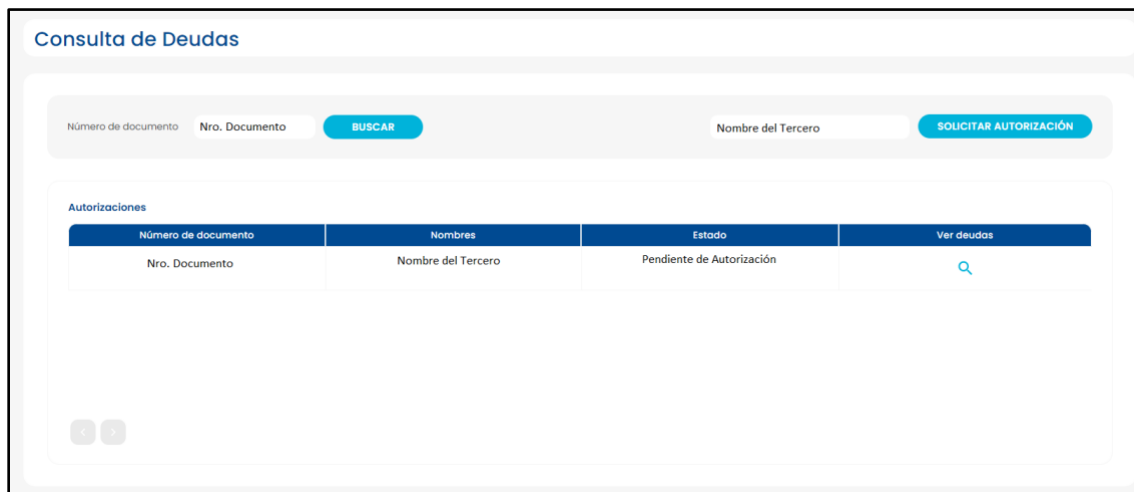 Consulta de Deudas
Número de documento Nro. Documento BUSCAR Nombre del Tercero SOLICITAR AUTORIZACIÓN
Autorizaciones
Número de documento Nombres Estado Ver deudas
Nro. Documento Nombre del Tercero Pendiente de Autorización